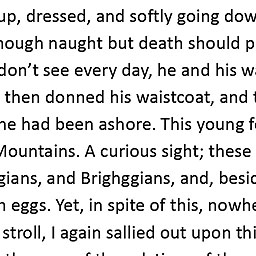 up, dressed, and softly going dow
hough naught but death should p
don't see every day, he and his wa
then donned his waistcoat, and t
ne had been ashore. This young fe
Mountains. A curious sight; these
gians, and Brighggians, and, besid
n eggs. Yet, in spite of this, nowhe
stroll, I again sallied out upon thi